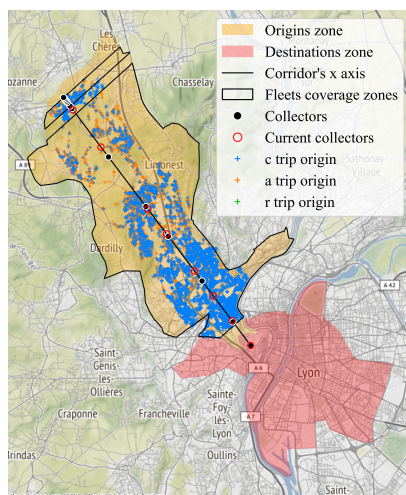 Les
Chères
ozanne
Chasselay
Origins zone
Destinations zone
Corridor's x axis
Fleets coverage zones
Collectors
Current collectors
c trip origin
a trip origin
r trip origin
A 89
Limonest
Sathonay-
Village
Dardilly
A 42
Saint-
Genis-
les-
Ollières
A 6
Lyon
Craponne
Francheville
Sainte-
Foy-
lès-
Lyon
A 7
Brindas
Oullins
Saint-